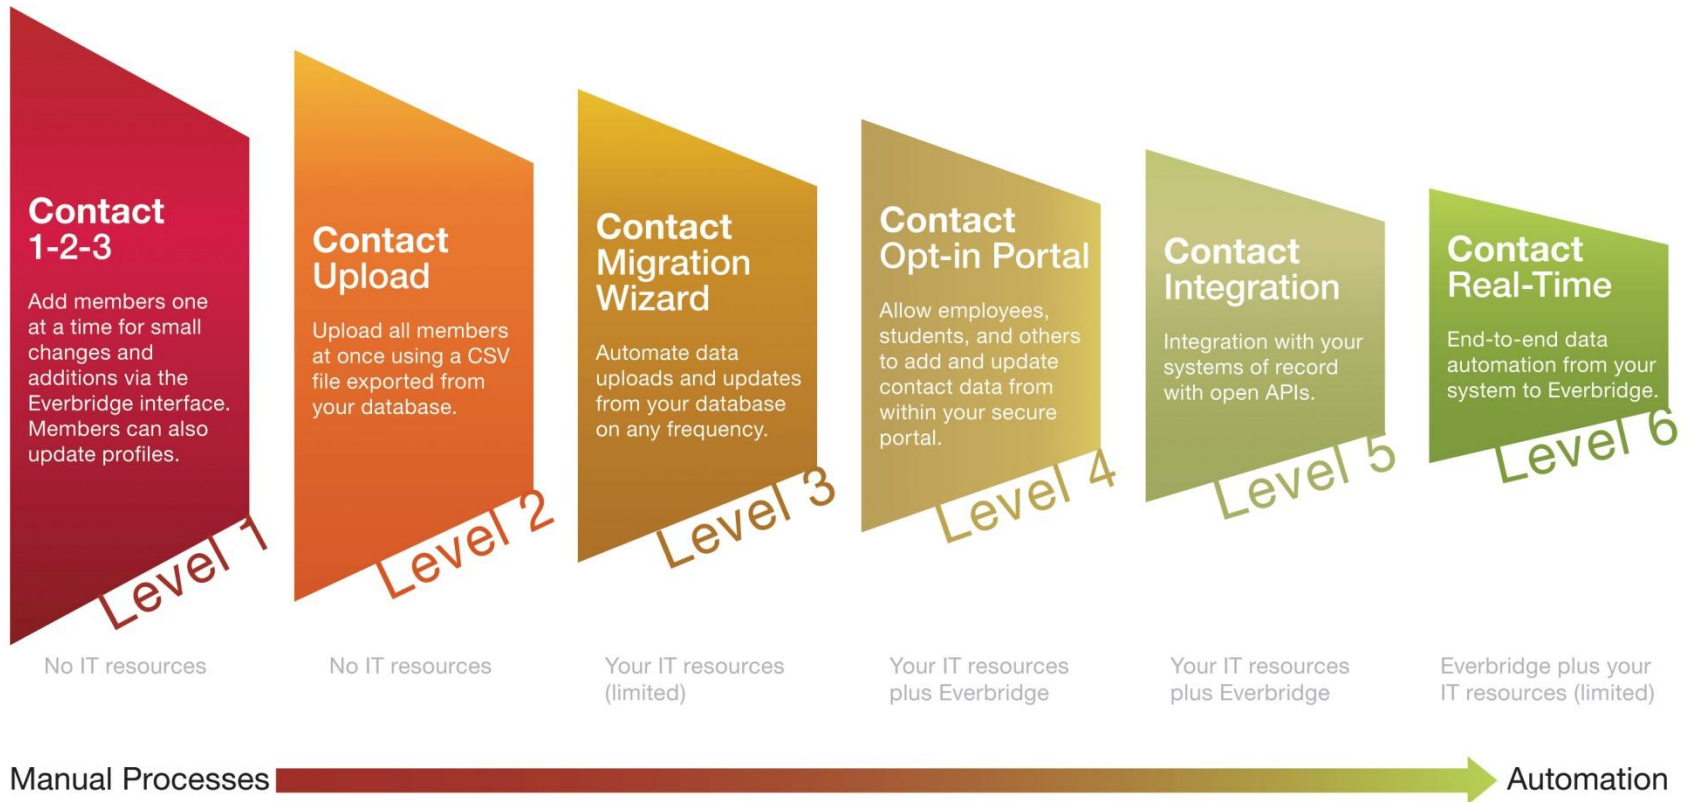 Contact
1-2-3
Add members one
at a time for small
changes and
additions via the
Everbridge interface.
Members can also
update profiles.
Level 1
No IT resources
Contact
Upload
Upload all members
at once using a CSV
file exported from
your database.
Level 2
No IT resources
Contact
Migration
Wizard
Automate data
uploads and updates
from your database
on any frequency.
Level 3
Your IT resources
(limited)
Contact
Opt-in Portal
Allow employees,
students, and others
to add and update
contact data from
within your secure
portal.
Level 4
Your IT resources
plus Everbridge
Contact
Integration
Integration with your
systems of record
with open APIs.
Level 5
Your IT resources
plus Everbridge
Contact
Real-Time
End-to-end data
automation from your
system to Everbridge.
Level 6
Everbridge plus your
IT resources (limited)
Manual Processes
Automation